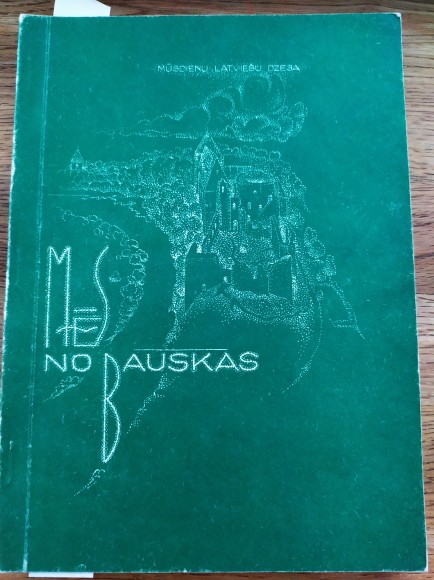 MŪSDIENU LATVIEŠU DZEJA
MĒS
NO BAUSKAS